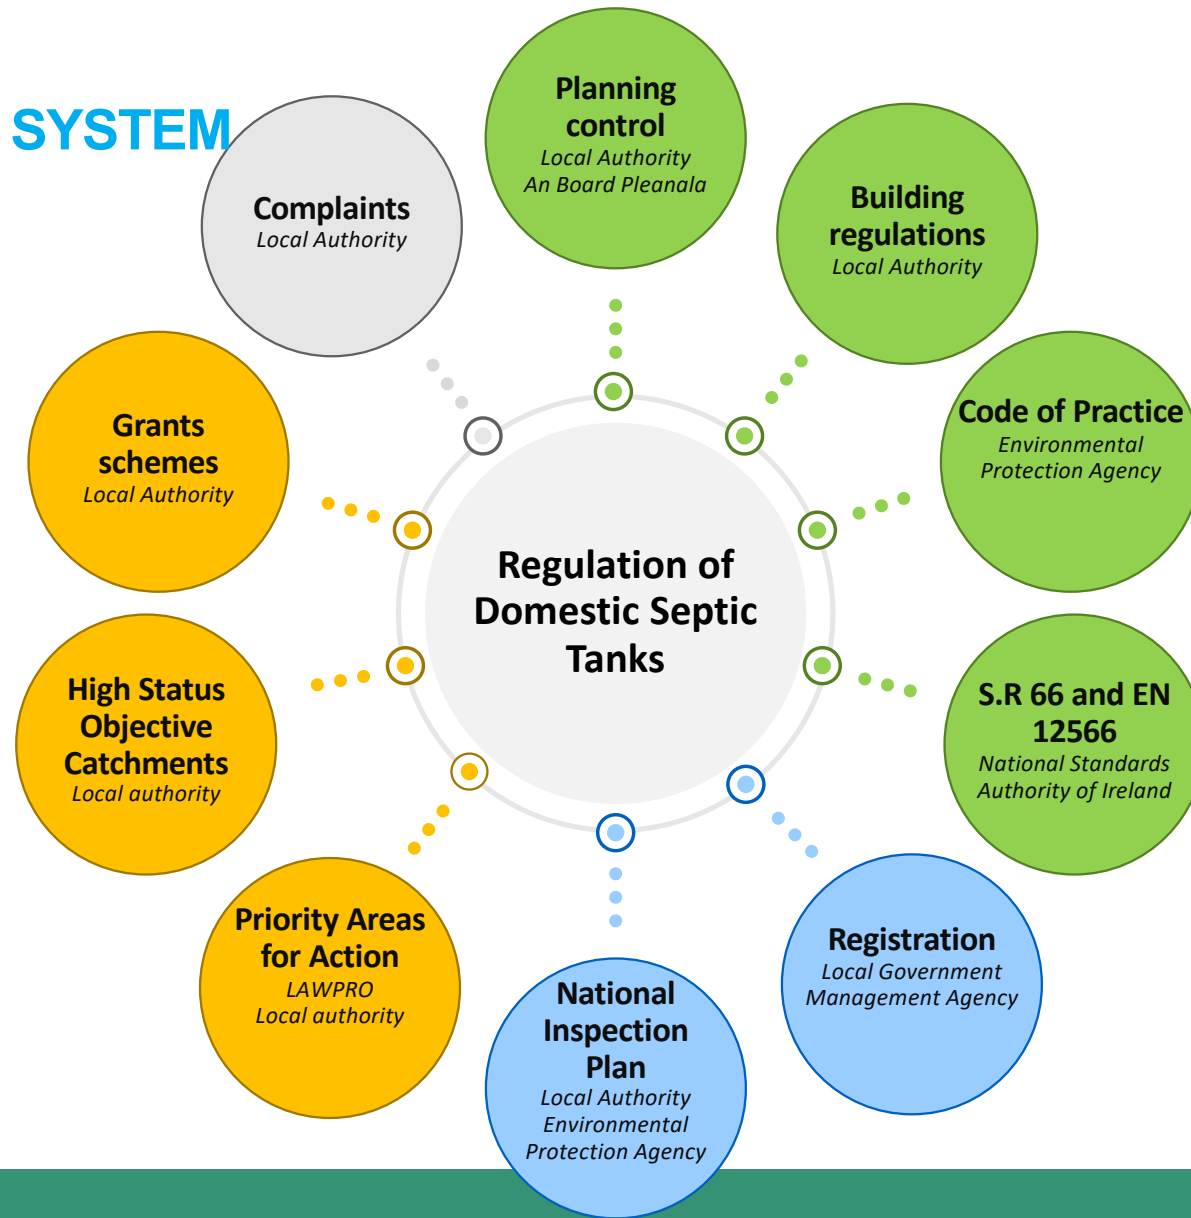 SYSTEM
Planning
control
Local Authority
An Board Pleanala
Building
regulations
Local Authority
Code of Practice
Environmental
Protection Agency
S.R 66 and EN
12566
National Standards
Authority of Ireland
Registration
Local Government
Management Agency
National
Inspection
Plan
Local Authority
Environmental
Protection Agency
Priority Areas
for Action
LAWPRO
Local authority
High Status
Objective
Catchments
Local authority
Grants
schemes
Local Authority
Complaints
Local Authority
Regulation of
Domestic Septic
Tanks